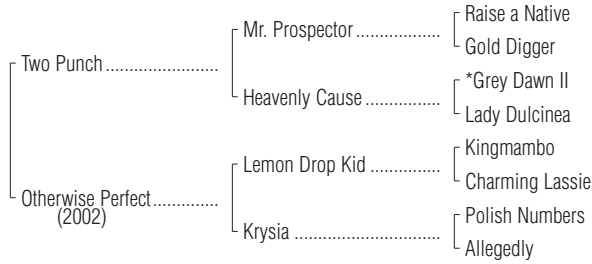 Raise a Native
Mr. Prospector ..................
Gold Digger
Two Punch ........................
*Grey Dawn II
Heavenly Cause ................
Lady Dulcinea
Kingmambo
Lemon Drop Kid ...............
Charming Lassie
Otherwise Perfect..............
(2002)
Polish Numbers
Krysia ...............................
Allegedly